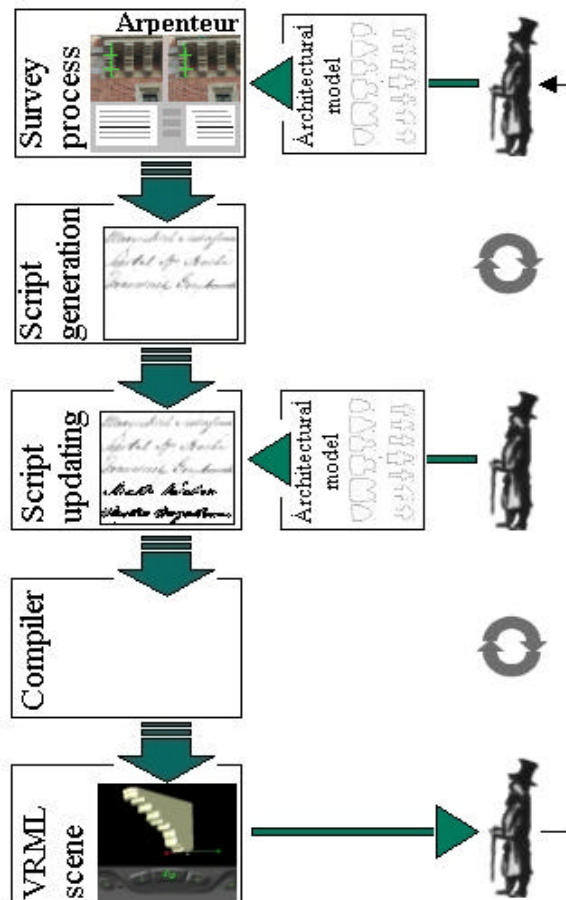 Arpenteur
Survey
process
Architectural
model
Script
generation
Script
updating
Architectural
model
Compiler
VRML
scene